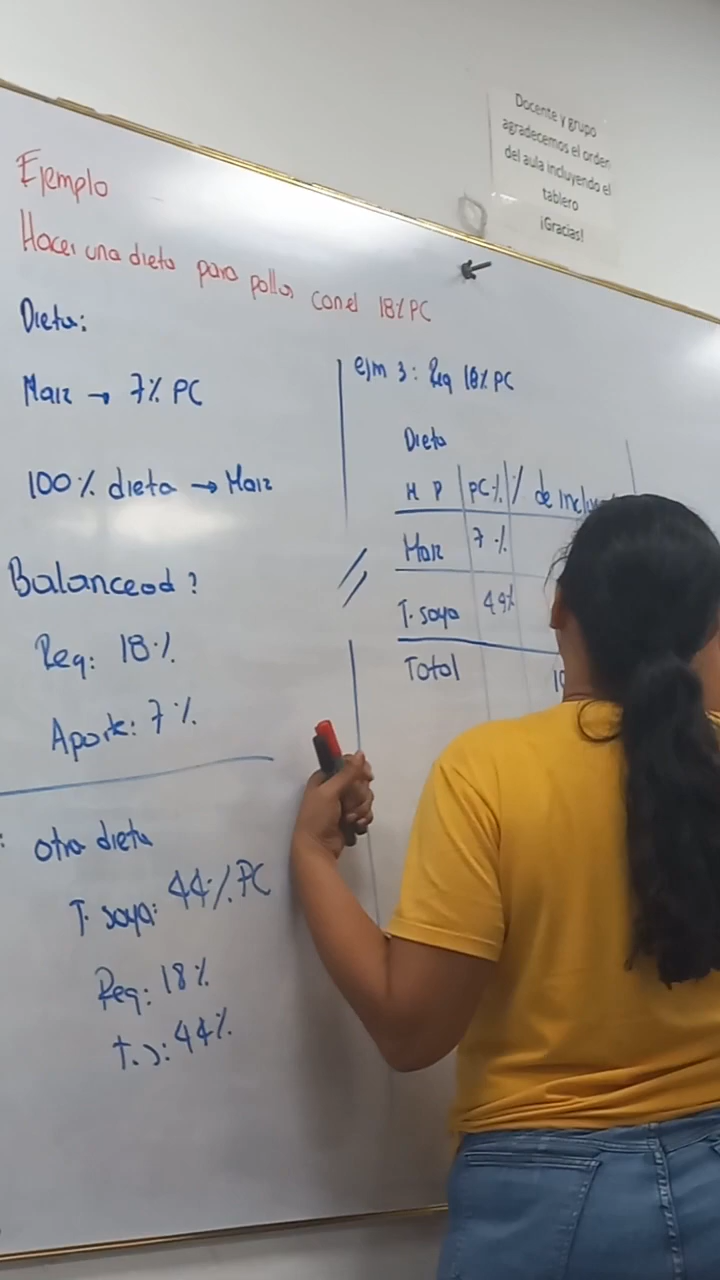 Docente y grupo
agradecemos el orden
del aula incluyendo el
tablero
¡Gracias!
Ejemplo
Hacer una dieta para pollos con el 18% PC
Dieta:
Maiz → 7% PC
100% dieta → Maiz
Balancead ?
Req: 18%
Aporte: 7%
: otra dieta
T. soya: 44% PC
Req: 18%
t.s: 44%
ejm 3: Req 18% PC
Dieta
M P PC% % de inclu
Maiz 7%
T. soya 44%
Total 10